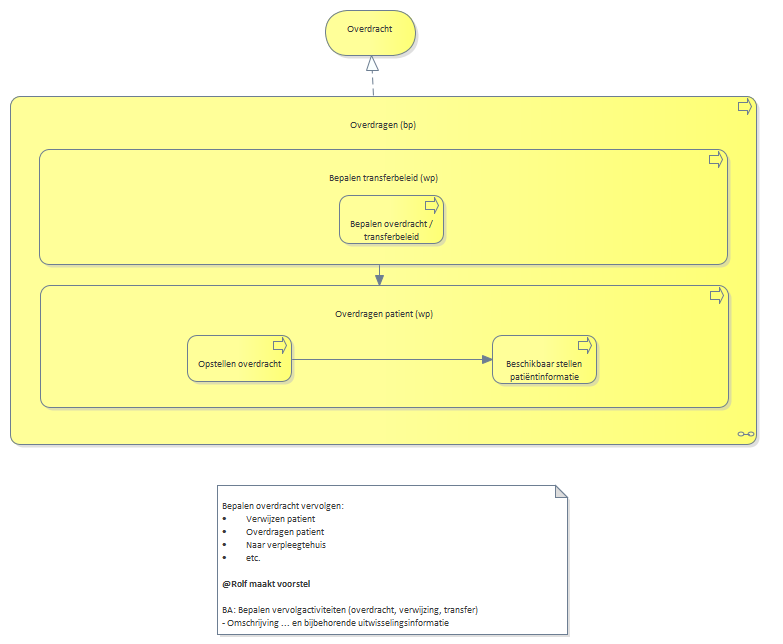 Overdracht
Overdragen (bp)
Bepalen transferbeleid (wp)
Bepalen overdracht /
transferbeleid
Overdragen patient (wp)
Opstellen overdracht
Beschikbaar stellen
patiëntinformatie
Bepalen overdracht vervolgen:
• Verwijzen patient
• Overdragen patient
• Naar verpleegtehuis
• etc.
@Rolf maakt voorstel
BA: Bepalen vervolgactiviteiten (overdracht, verwijzing, transfer)
- Omschrijving ... en bijbehorende uitwisselingsinformatie